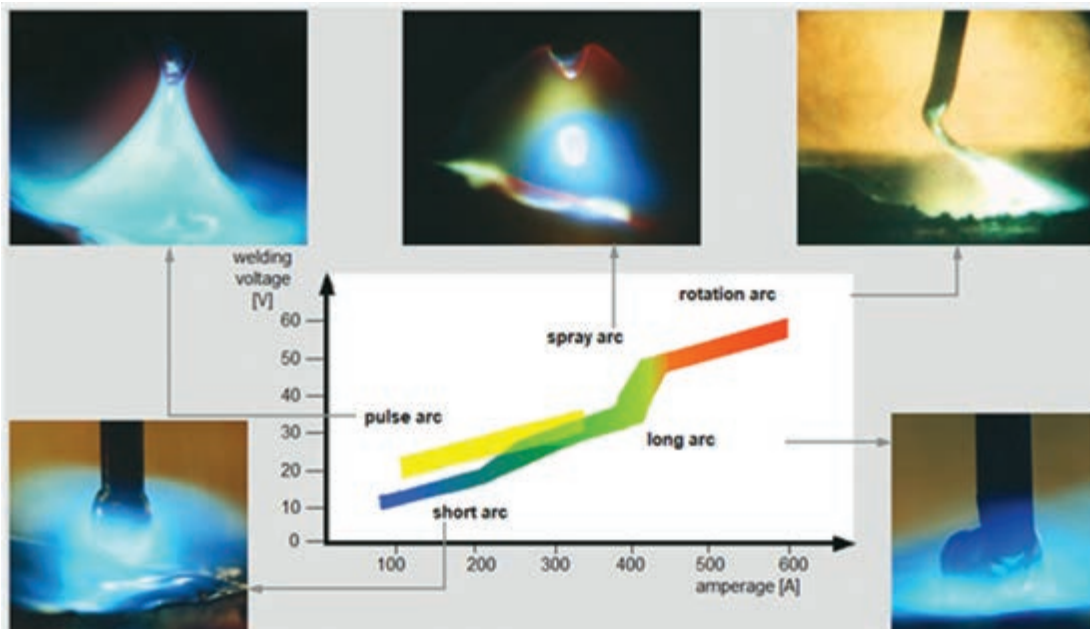 welding
voltage
[V]
rotation arc
60
spray arc
50
40
pulse arc
30
long arc
20
10
short arc
0
100 200 300 400 500 600
amperage [A]